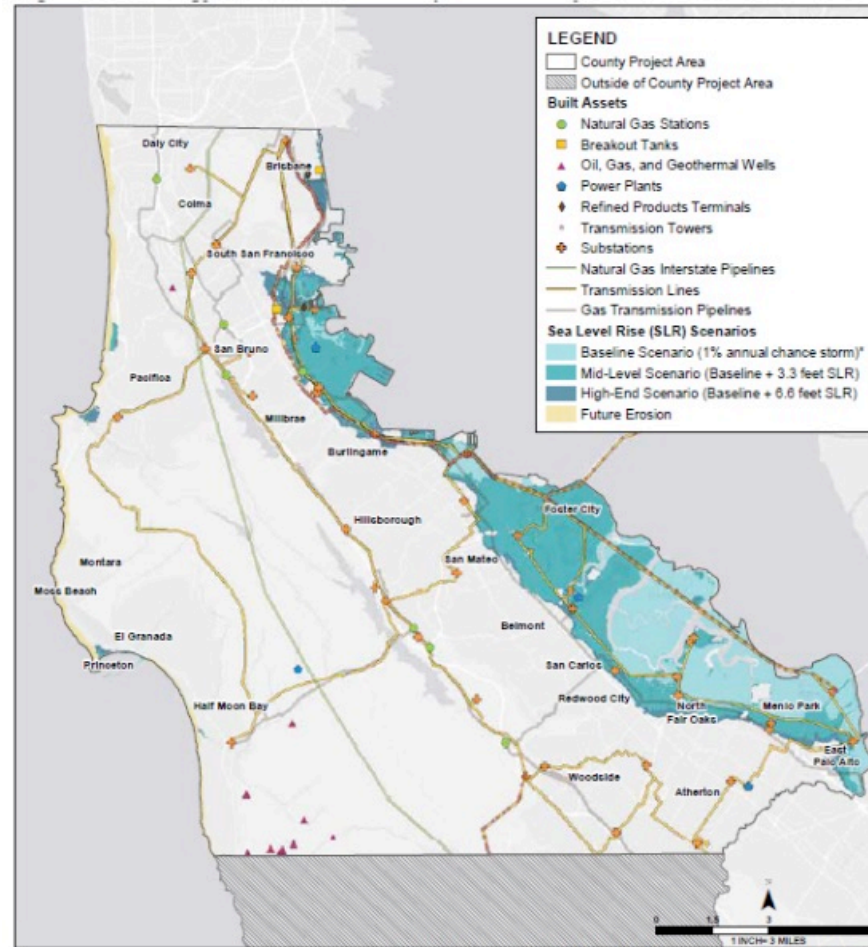 LEGEND
County Project Area
Outside of County Project Area
Built Assets
Natural Gas Stations
Breakout Tanks
Oil, Gas, and Geothermal Wells
Power Plants
Refined Products Terminals
Transmission Towers
Substations
Natural Gas Interstate Pipelines
Transmission Lines
Gas Transmission Pipelines
Sea Level Rise (SLR) Scenarios
Baseline Scenario (1% annual chance storm)*
Mid-Level Scenario (Baseline + 3.3 feet SLR)
High-End Scenario (Baseline + 6.6 feet SLR)
Future Erosion
Daly City
Brisbane
Colma
South San Francisco
San Bruno
Pacifica
Millbrae
Burlingame
Hillsborough
Foster City
San Mateo
Montara
Moss Beach
Belmont
El Granada
Princeton
San Carlos
Redwood City
Half Moon Bay
North
Fair Oaks
Menlo Park
East
Palo Alto
Woodside
Atherton
0 1.5 3
1 INCH= 3 MILES